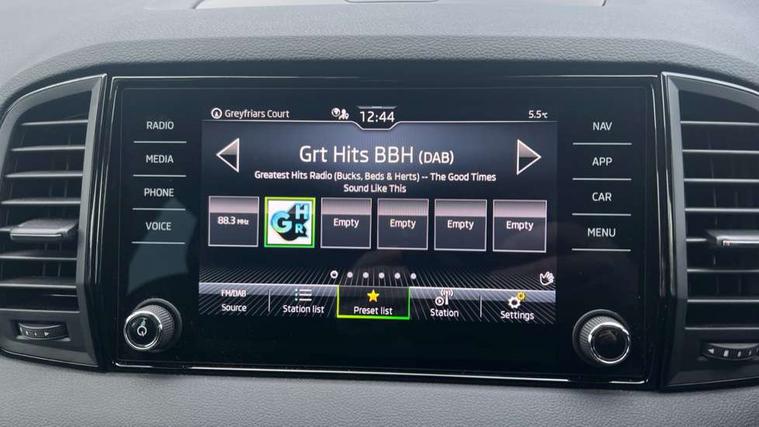 Greyfriars Court
12:44
5.5°C
RADIO
MEDIA
PHONE
VOICE
NAV
APP
CAR
MENU
Grt Hits BBH (DAB)
Greatest Hits Radio (Bucks, Beds & Herts) -- The Good Times
Sound Like This
88.3 MHz
GHR
Empty
Empty
Empty
Empty
FM/DAB
Source
Station list
Preset list
Station
Settings